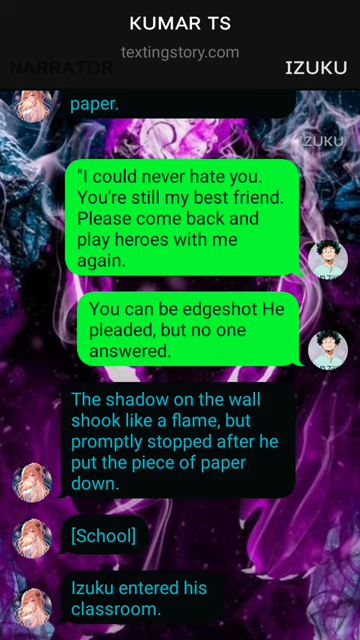 KUMAR TS
textingstory.com
NARRATOR
IZUKU
paper.
IZUKU
"I could never hate you.
You're still my best friend.
Please come back and
play heroes with me
again.
You can be edgeshot He
pleaded, but no one
answered.
The shadow on the wall
shook like a flame, but
promptly stopped after he
put the piece of paper
down.
[School]
Izuku entered his
classroom.